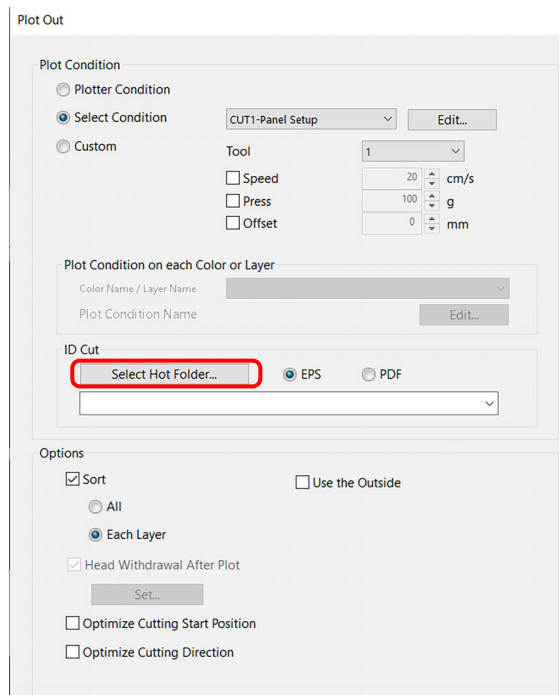 Plot Out
Plot Condition
Plotter Condition
Select Condition CUT1-Panel Setup Edit...
Custom Tool 1
Speed 20 cm/s
Press 100 g
Offset 0 mm
Plot Condition on each Color or Layer
Color Name / Layer Name
Plot Condition Name Edit...
ID Cut
Select Hot Folder... EPS PDF
Options
Sort Use the Outside
All
Each Layer
Head Withdrawal After Plot
Set...
Optimize Cutting Start Position
Optimize Cutting Direction